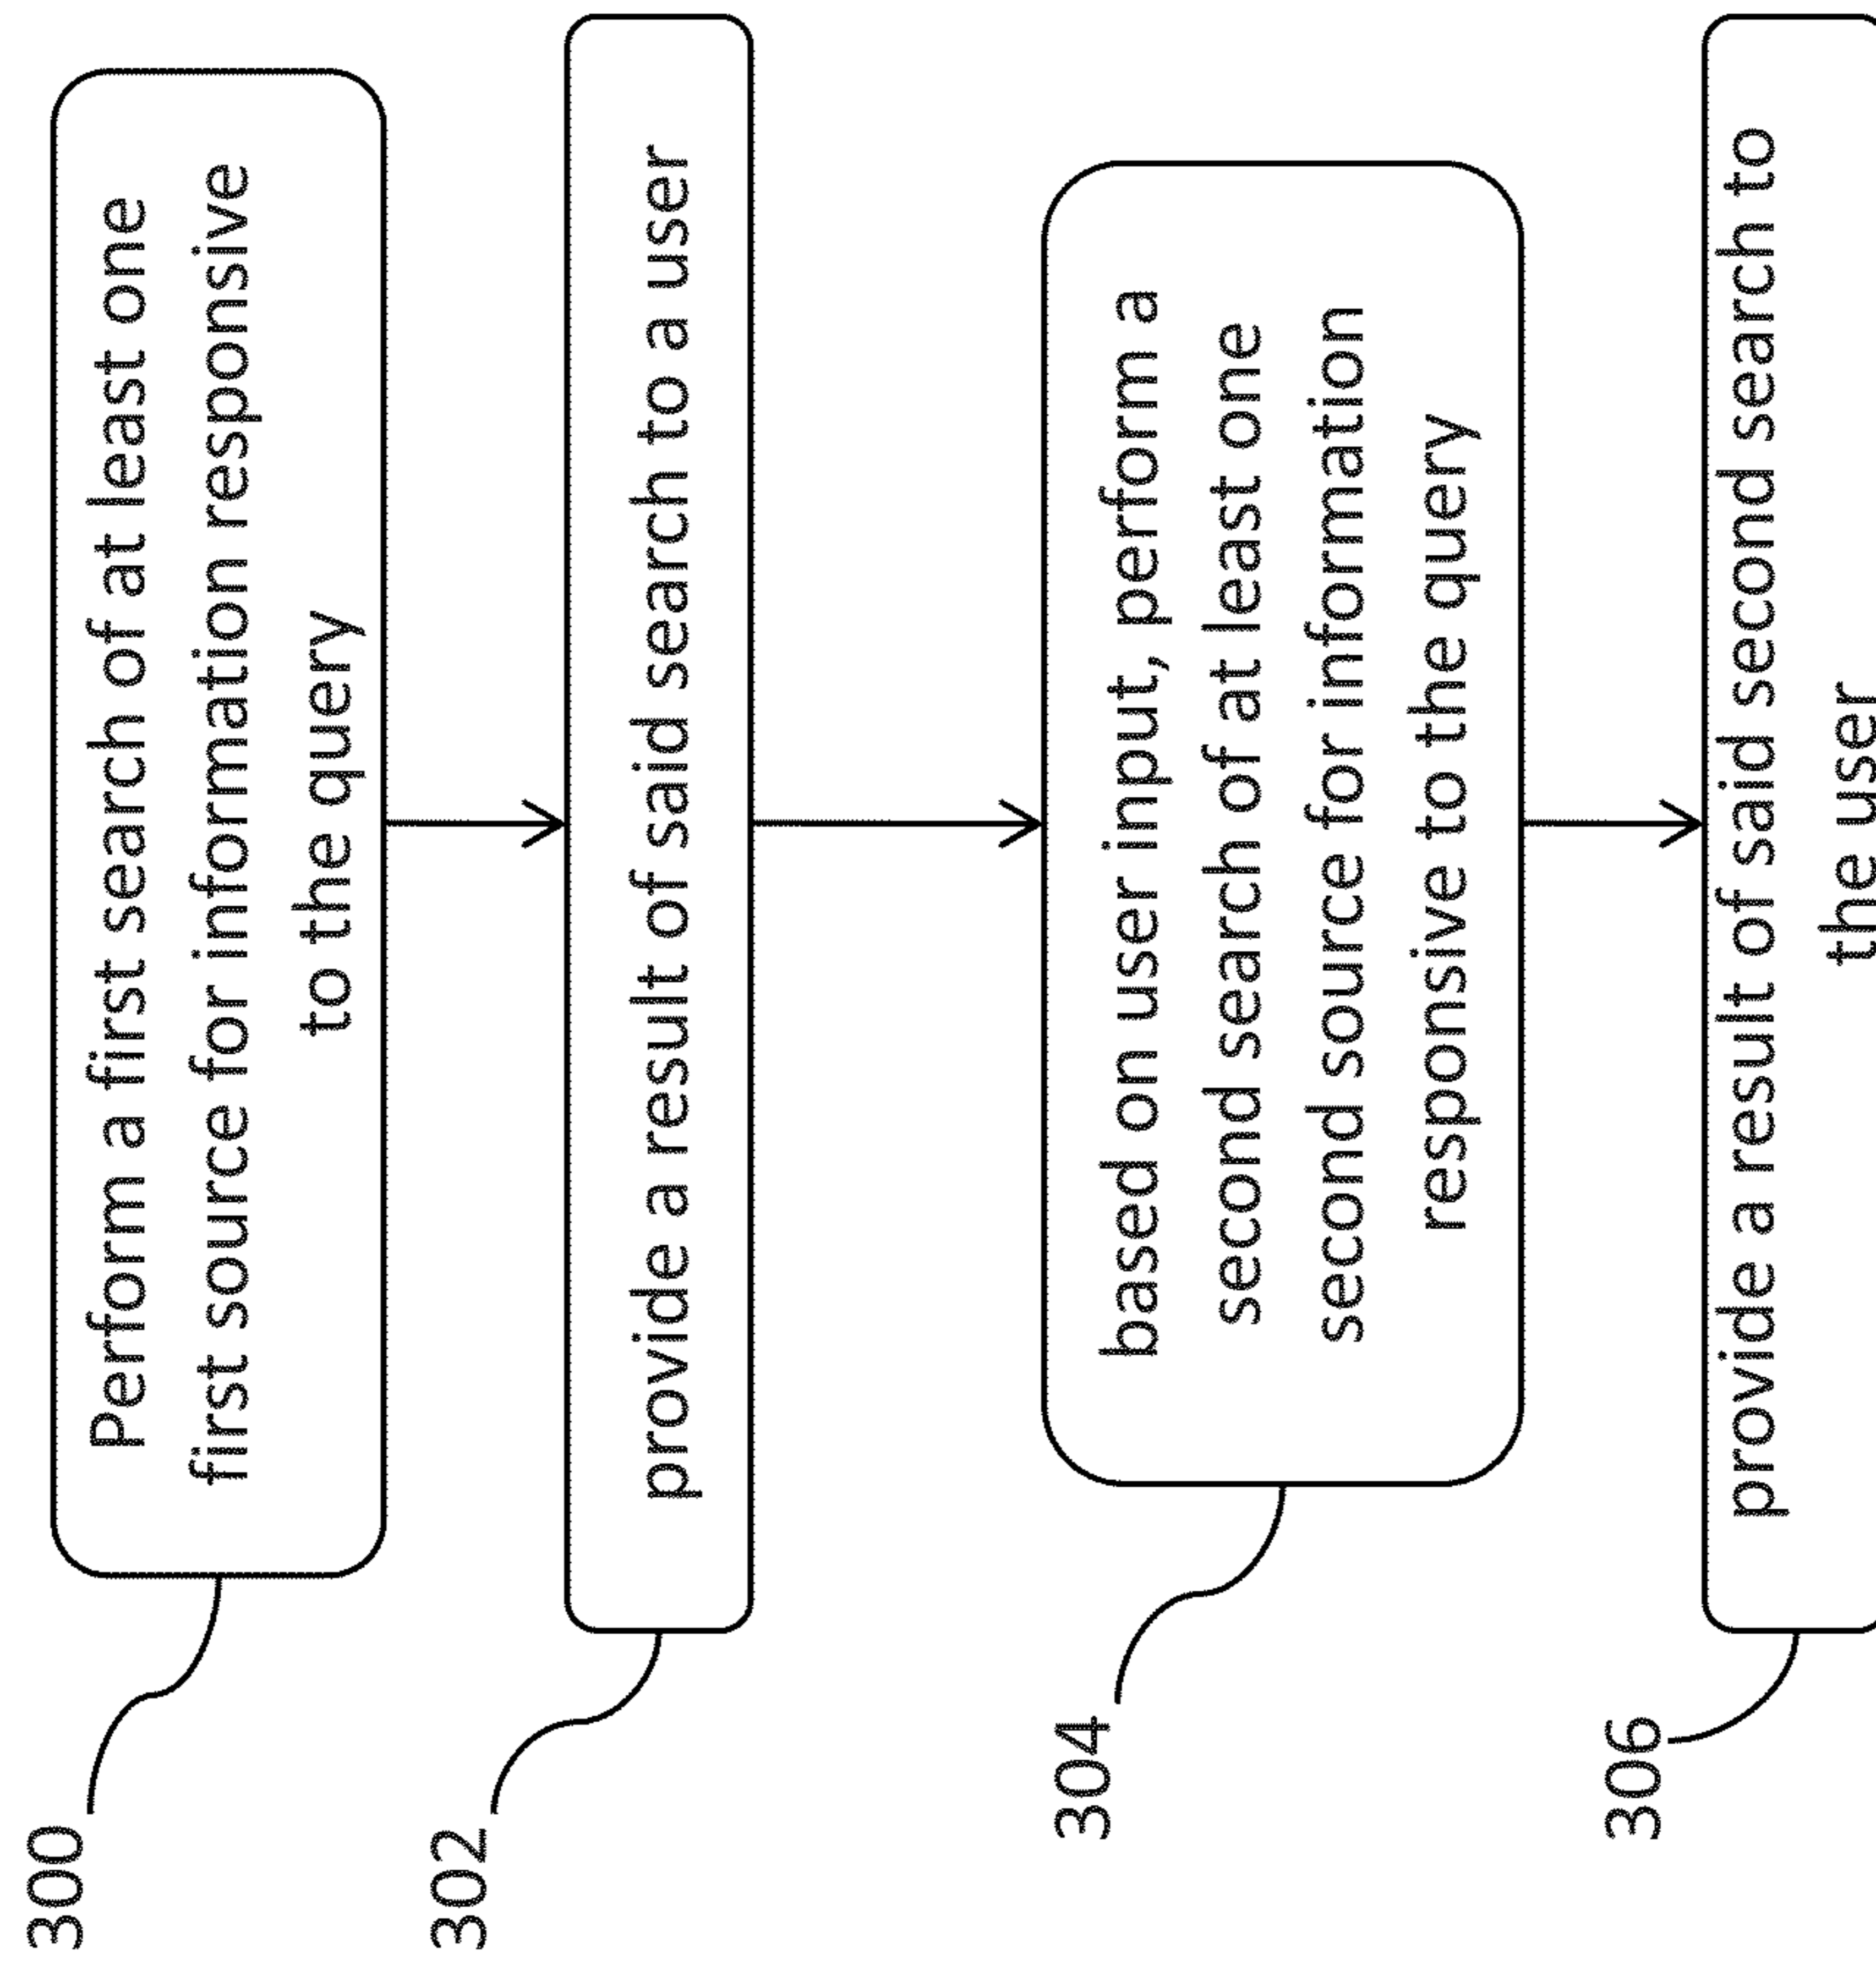 300
Perform a first search of at least one
first source for information responsive
to the query
302
provide a result of said search to a user
304
based on user input, perform a
second search of at least one
second source for information
responsive to the query
306
provide a result of said second search to
the user